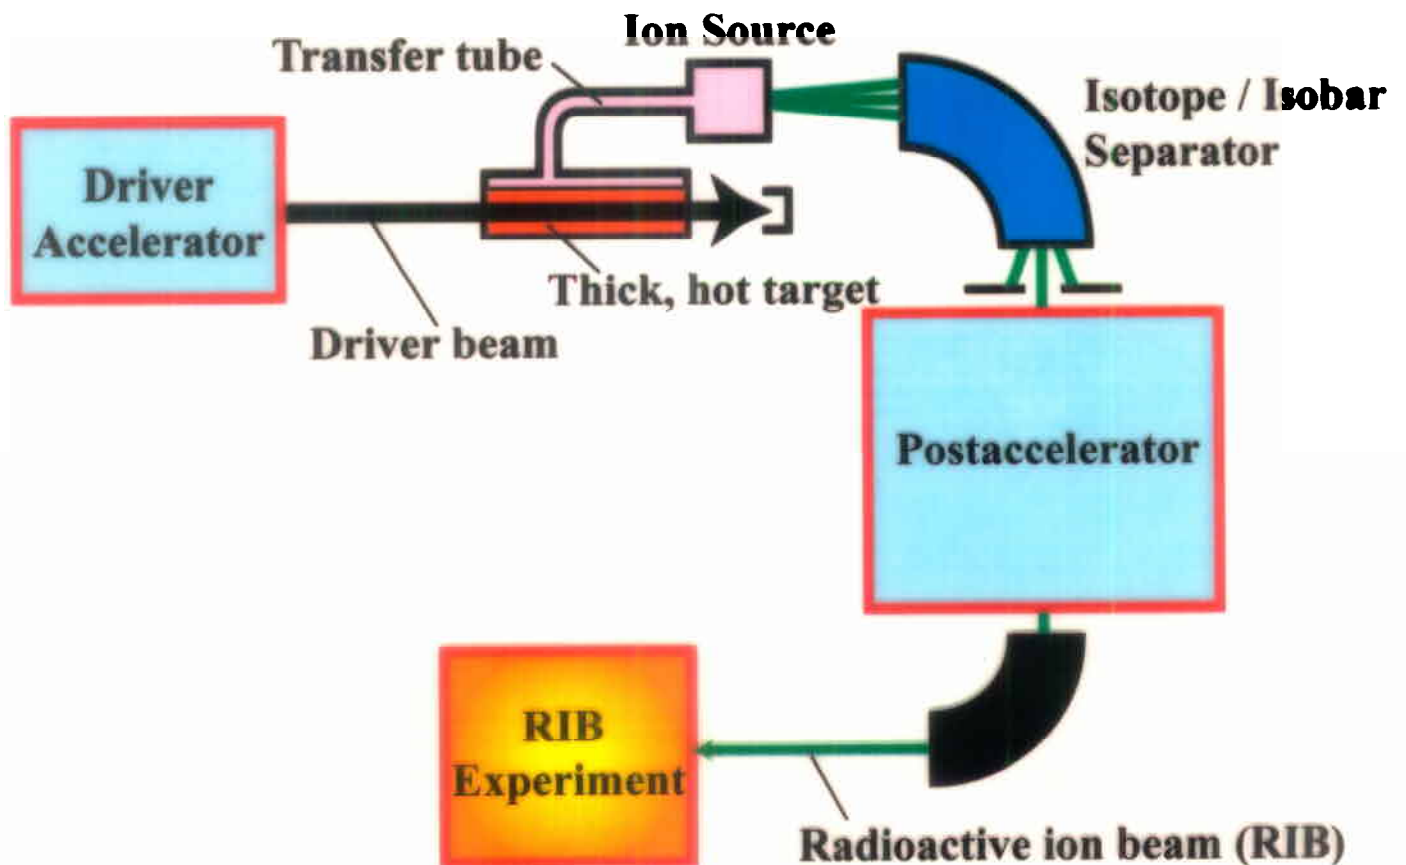 Ion Source
Transfer tube
Isotope / Isobar
Separator
Driver
Accelerator
Thick, hot target
Driver beam
Postaccelerator
RIB
Experiment
Radioactive ion beam (RIB)